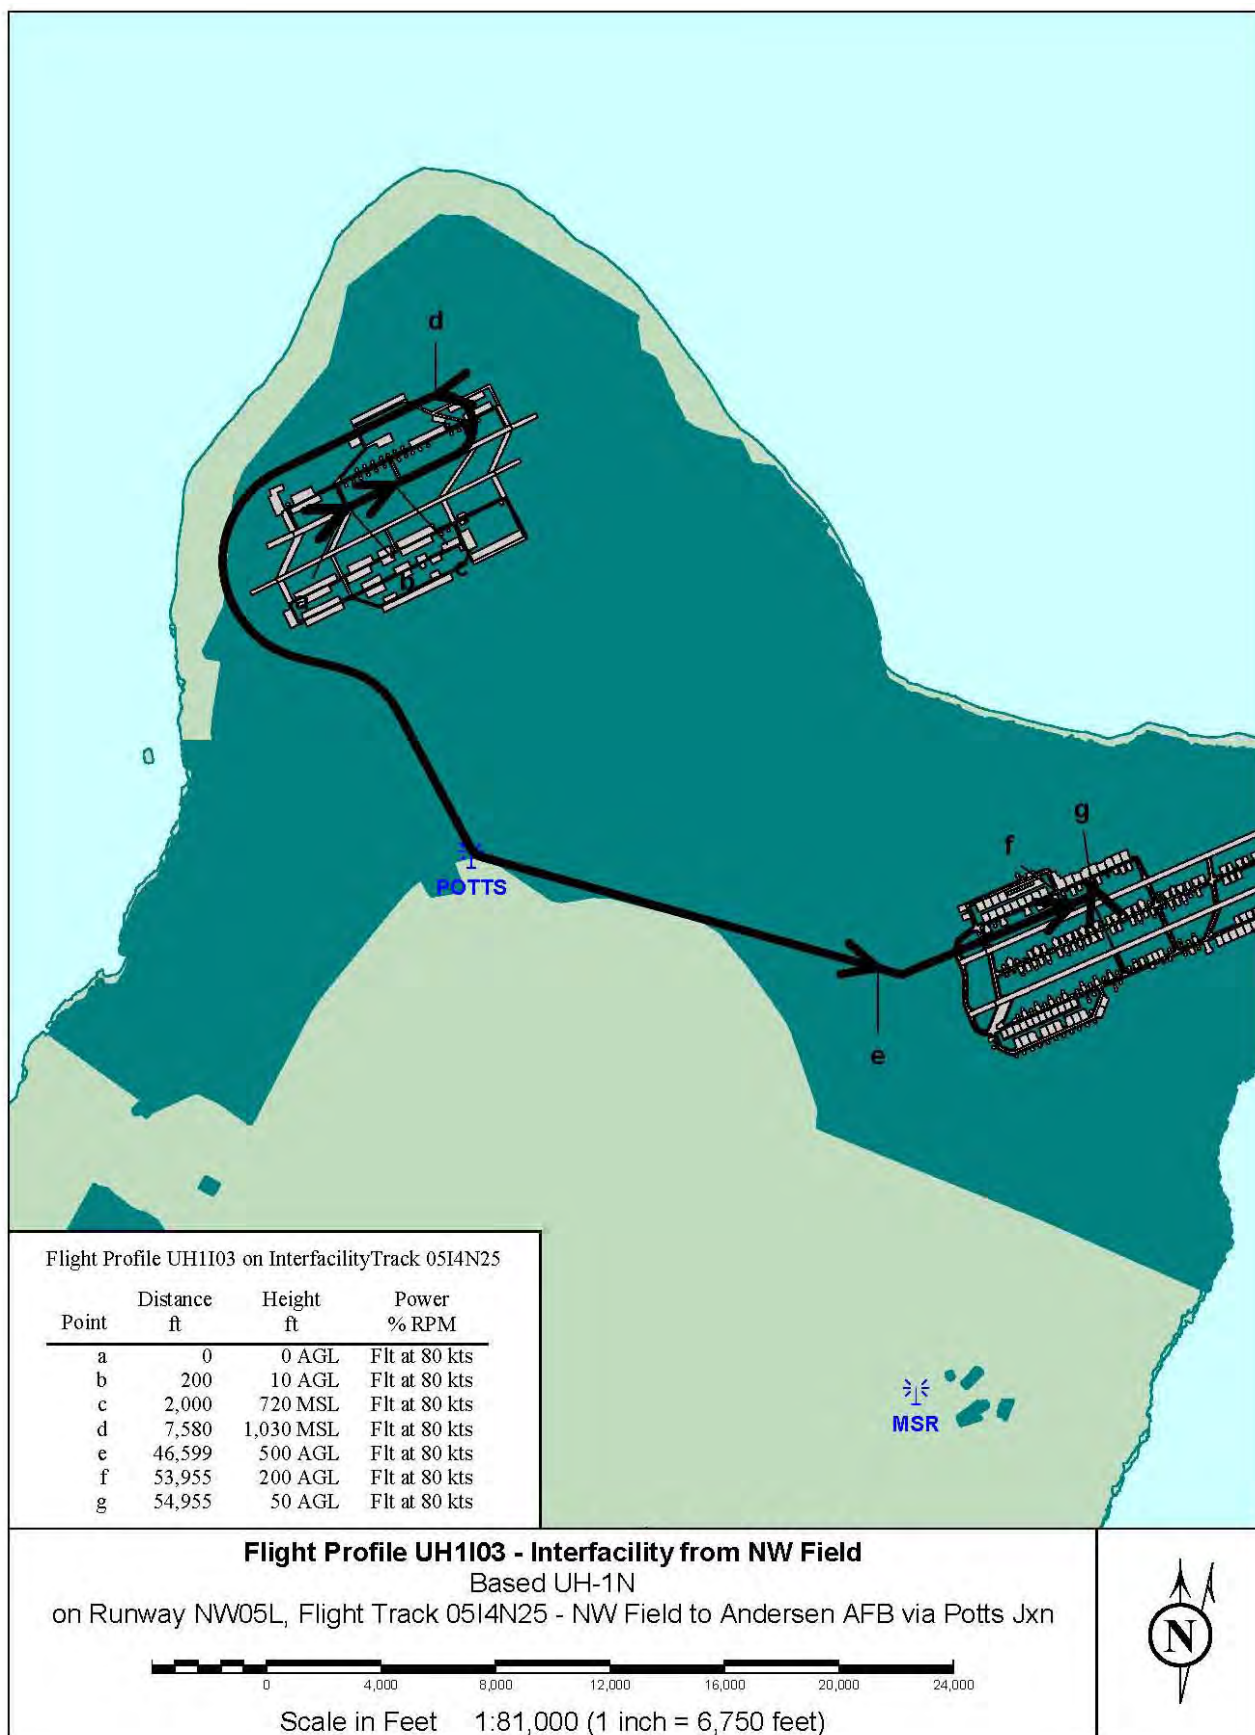 d
a
b
c
POTTS
g
f
e
Flight Profile UH1I03 on InterfacilityTrack 05I4N25
Point Distance ft Height ft Power % RPM
a 0 0 AGL Flt at 80 kts
b 200 10 AGL Flt at 80 kts
c 2,000 720 MSL Flt at 80 kts
d 7,580 1,030 MSL Flt at 80 kts
e 46,599 500 AGL Flt at 80 kts
f 53,955 200 AGL Flt at 80 kts
g 54,955 50 AGL Flt at 80 kts
MSR
Flight Profile UH1I03 - Interfacility from NW Field
Based UH-1N
on Runway NW05L, Flight Track 05I4N25 - NW Field to Andersen AFB via Potts Jxn
0 4,000 8,000 12,000 16,000 20,000 24,000
Scale in Feet 1:81,000 (1 inch = 6,750 feet)
N